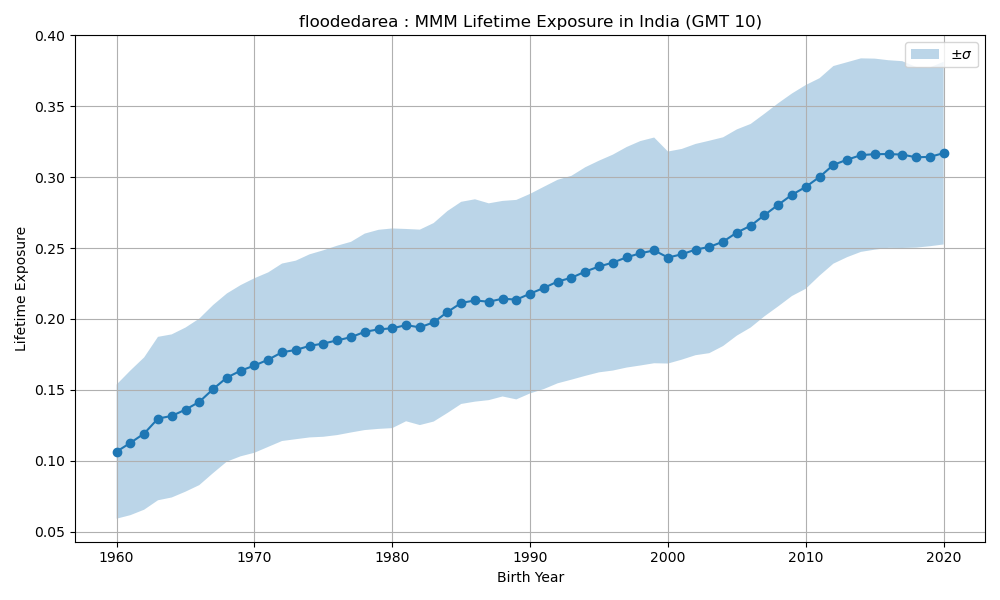 floodedarea : MMM Lifetime Exposure in India (GMT 10)
±σ
Lifetime Exposure
0.40
0.35
0.30
0.25
0.20
0.15
0.10
0.05
1960 1970 1980 1990 2000 2010 2020
Birth Year